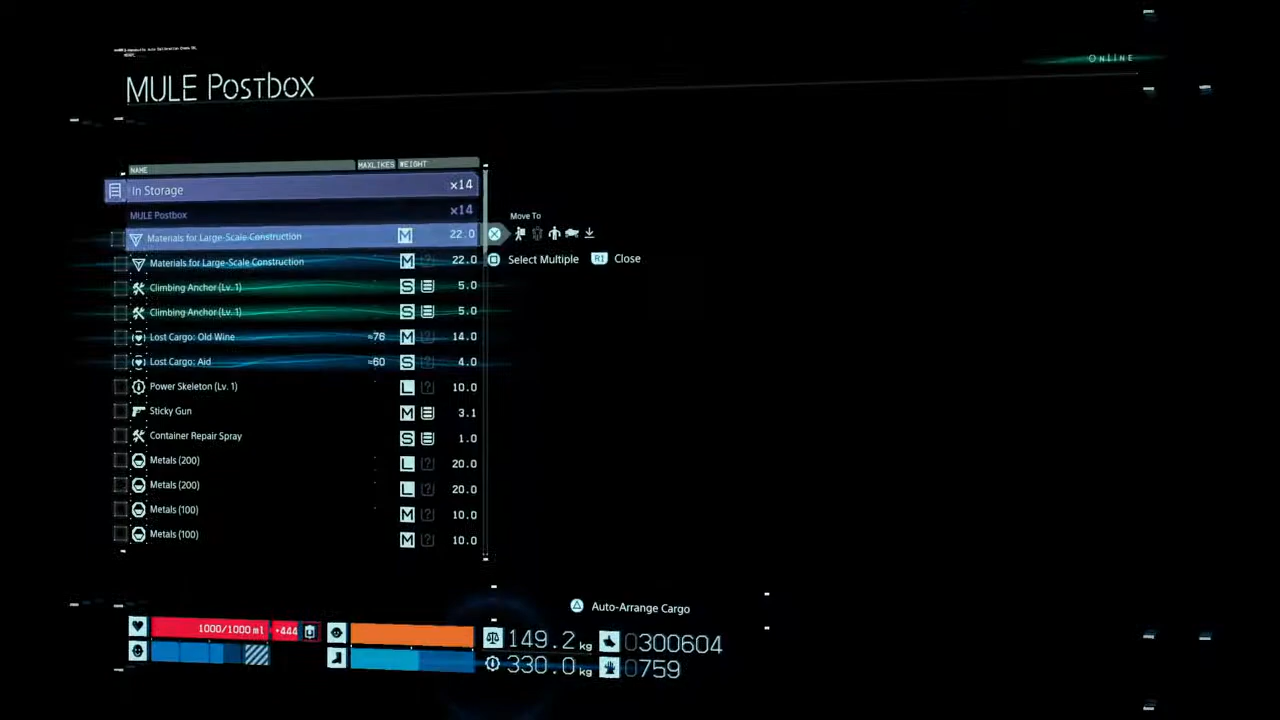 MULE Postbox
ONLINE
NAME MAXLIKES WEIGHT
In Storage x14
MULE Postbox x14
Materials for Large-Scale Construction M 22.0
Materials for Large-Scale Construction M 22.0
Climbing Anchor (Lv. 1) S 5.0
Climbing Anchor (Lv. 1) S 5.0
Lost Cargo: Old Wine ≈76 M 14.0
Lost Cargo: Aid ≈60 S 4.0
Power Skeleton (Lv. 1) L 10.0
Sticky Gun M 3.1
Container Repair Spray S 1.0
Metals (200) L 20.0
Metals (200) L 20.0
Metals (100) M 10.0
Metals (100) M 10.0
Move To
Select Multiple R1 Close
Auto-Arrange Cargo
1000/1000 ml +444
149.2 kg 0300604
330.0 kg 0759